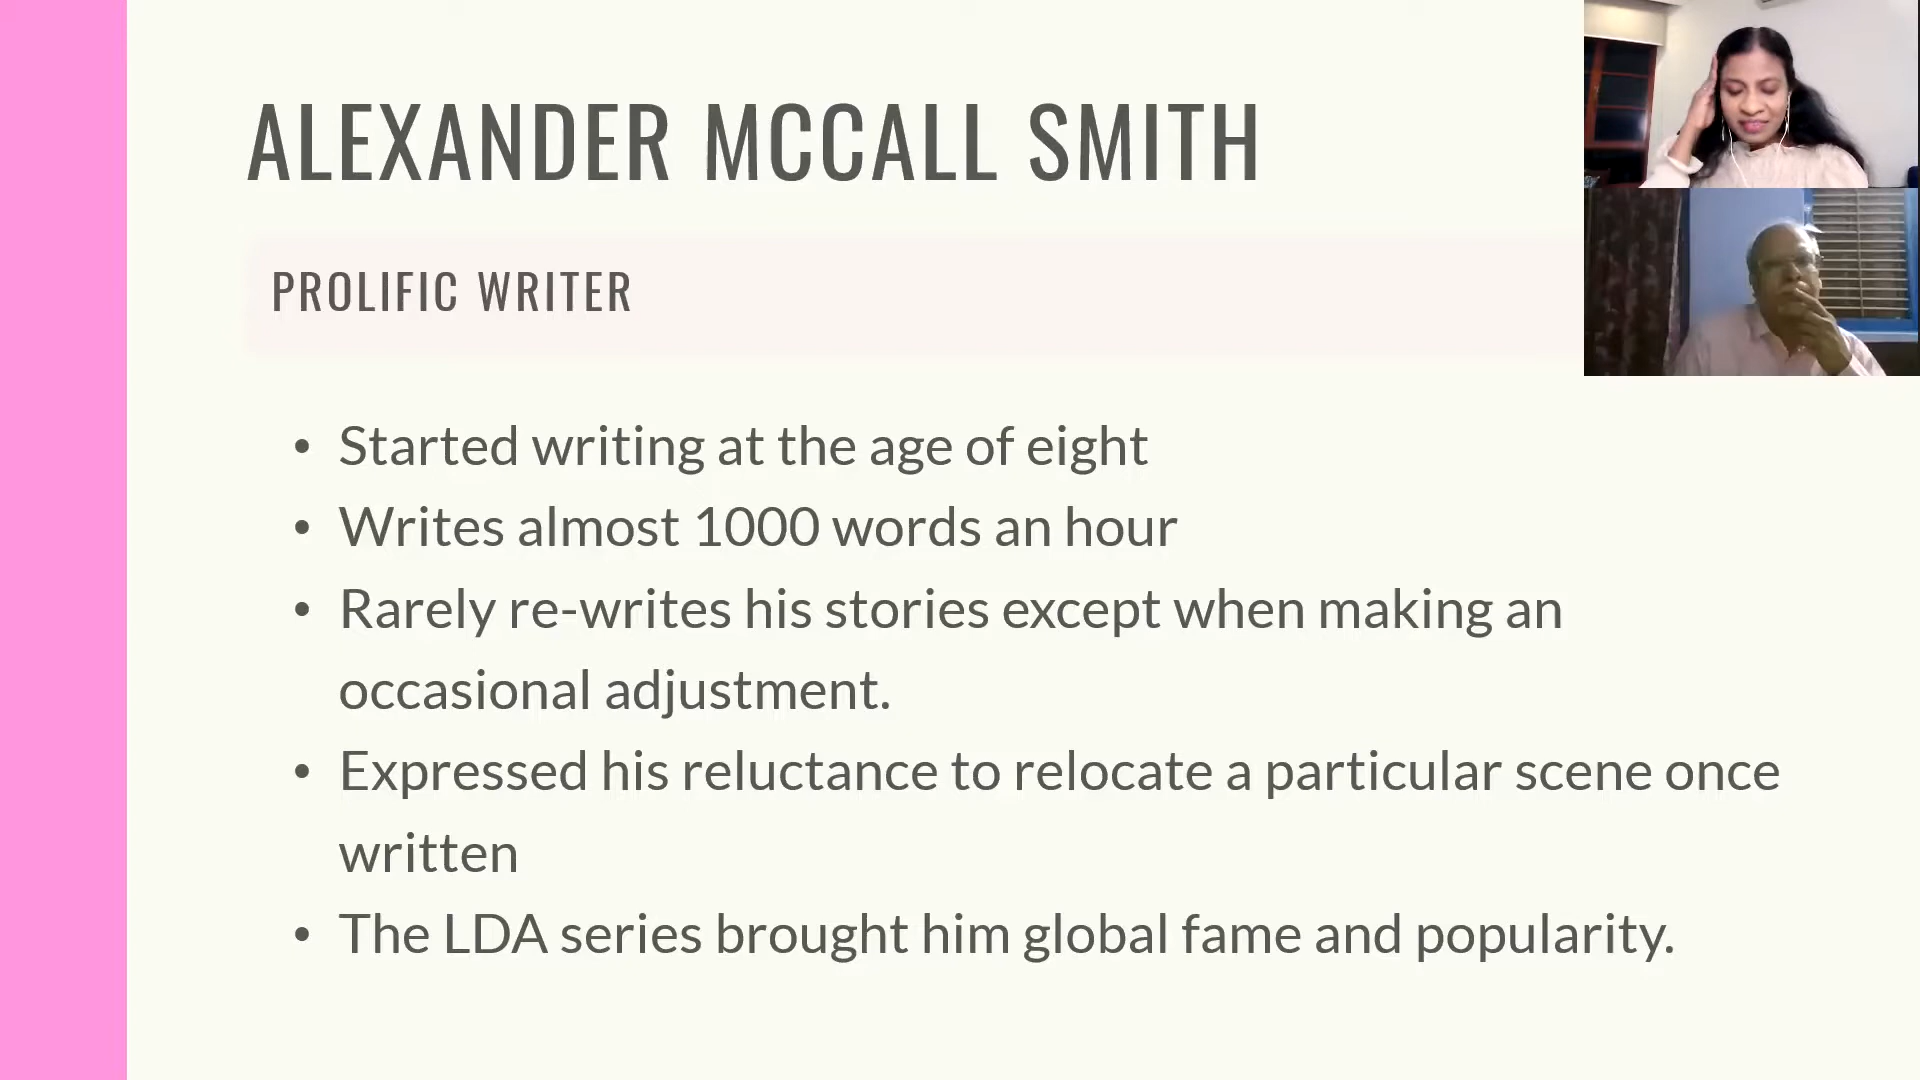 ALEXANDER MCCALL SMITH
PROLIFIC WRITER
• Started writing at the age of eight
• Writes almost 1000 words an hour
• Rarely re-writes his stories except when making an
occasional adjustment.
• Expressed his reluctance to relocate a particular scene once
written
• The LDA series brought him global fame and popularity.